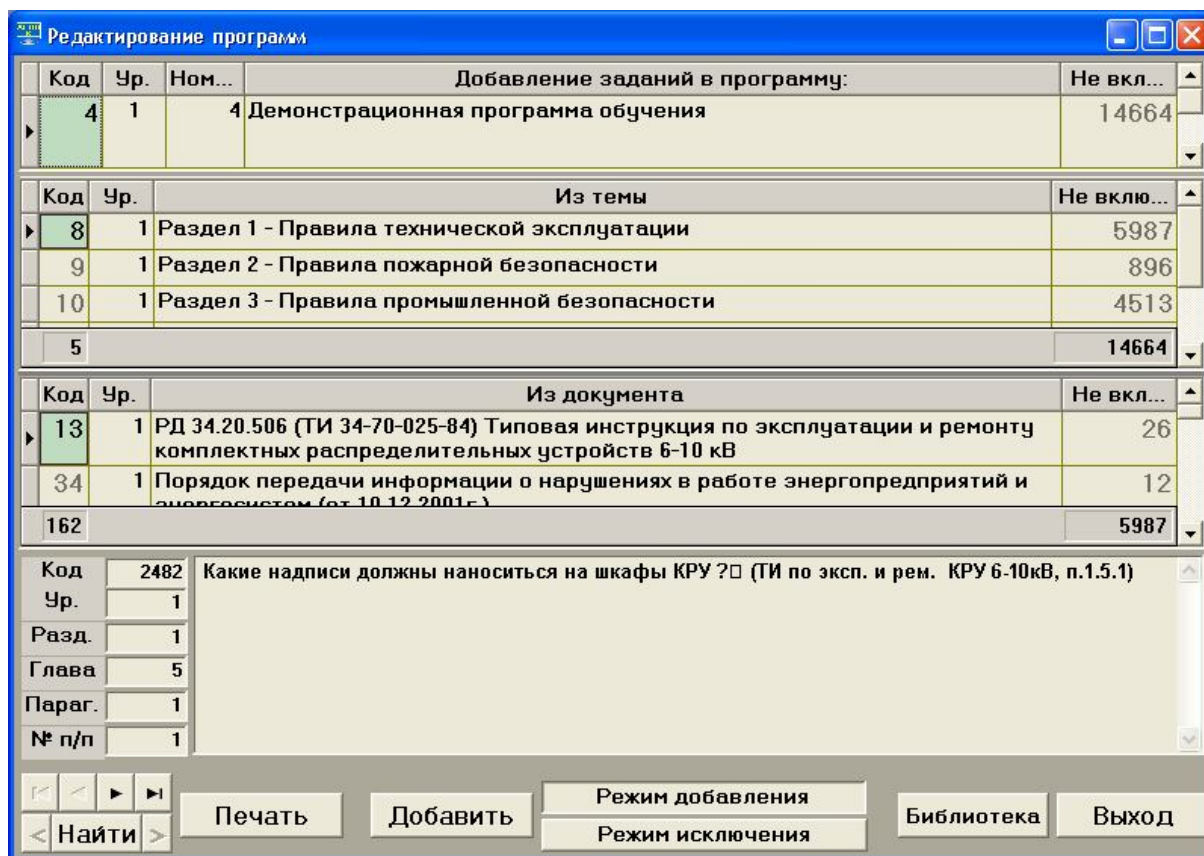 Редактирование программ
Код Ур. Ном... Добавление заданий в программу: Не вкл...
4 1 4 Демонстрационная программа обучения 14664
Код Ур. Из темы Не вклю...
8 1 Раздел 1 - Правила технической эксплуатации 5987
9 1 Раздел 2 - Правила пожарной безопасности 896
10 1 Раздел 3 - Правила промышленной безопасности 4513
5 14664
Код Ур. Из документа Не вкл...
13 1 РД 34.20.506 (ТИ 34-70-025-84) Типовая инструкция по эксплуатации и ремонту 26
комплектных распределительных устройств 6-10 кВ
34 1 Порядок передачи информации о нарушениях в работе энергопредприятий и 12
энергосистем (от 10.12.2001г.)
162 5987
Код 2482 Какие надписи должны наноситься на шкафы КРУ ?□ (ТИ по эксп. и рем. КРУ 6-10кВ, п.1.5.1)
Ур. 1
Разд. 1
Глава 5
Параг. 1
№ п/п 1
Печать Добавить Режим добавления Библиотека Выход
< Найти > Режим исключения